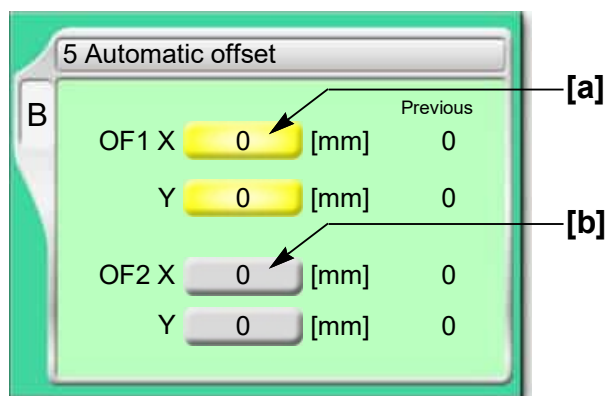 5 Automatic offset
[a]
B
Previous
OF1 X 0 [mm] 0
Y 0 [mm] 0
[b]
OF2 X 0 [mm] 0
Y 0 [mm] 0